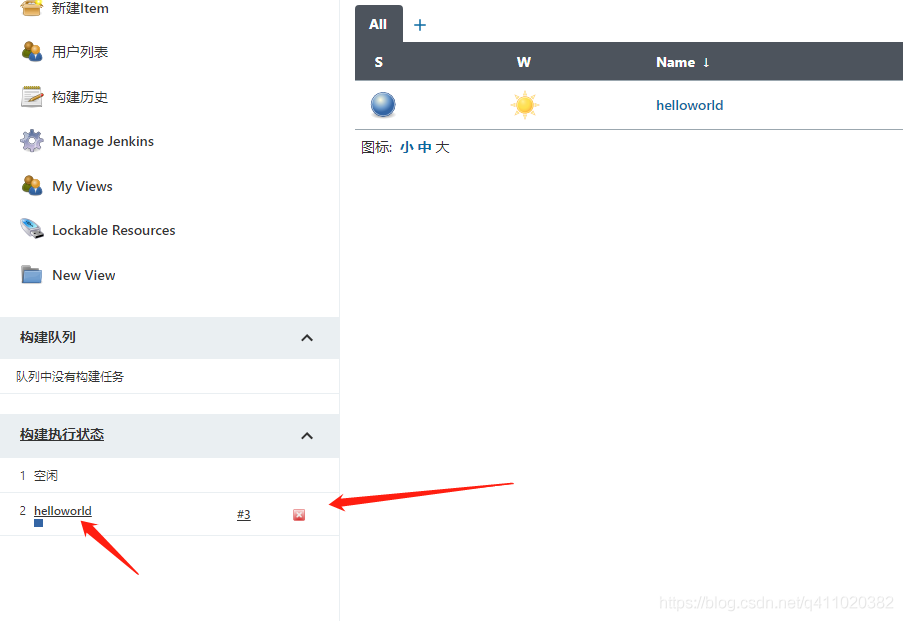 新建Item
用户列表
构建历史
Manage Jenkins
My Views
Lockable Resources
New View
构建队列
队列中没有构建任务
构建执行状态
1 空闲
2 helloworld #3
All +
S W Name ↓
helloworld
图标: 小 中 大
https://blog.csdn.net/q411020382